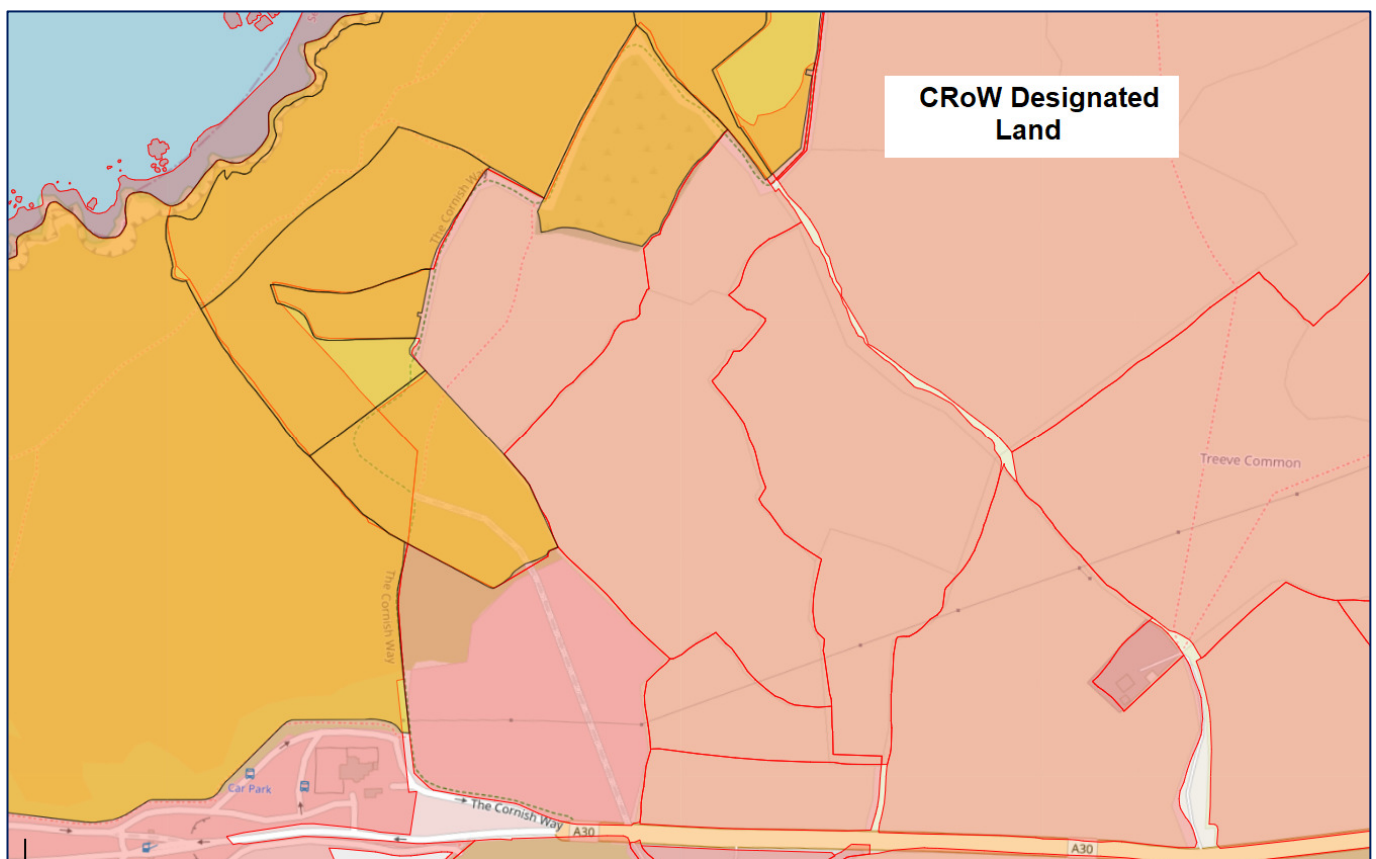 CRoW Designated
Land
The Cornish Way
Treeve Common
The Cornish Way
Car Park
The Cornish Way
A30
A30